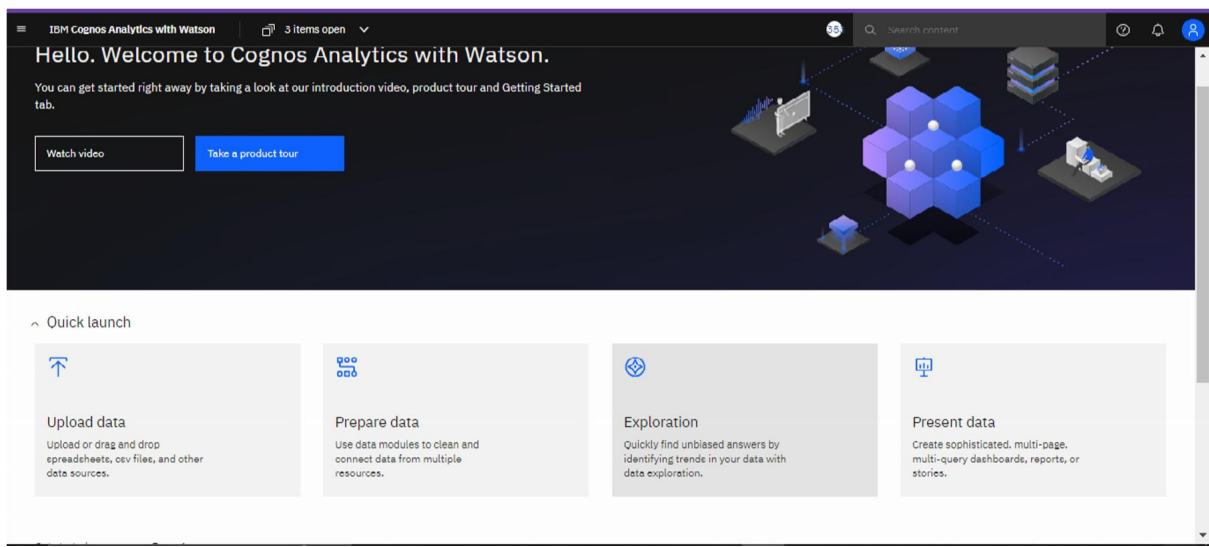 IBM Cognos Analytics with Watson
3 items open
35
Search content
Hello. Welcome to Cognos Analytics with Watson.
You can get started right away by taking a look at our introduction video, product tour and Getting Started
tab.
Watch video
Take a product tour
Quick launch
Upload data
Upload or drag and drop
spreadsheets, csv files, and other
data sources.
Prepare data
Use data modules to clean and
connect data from multiple
resources.
Exploration
Quickly find unbiased answers by
identifying trends in your data with
data exploration.
Present data
Create sophisticated, multi-page,
multi-query dashboards, reports, or
stories.